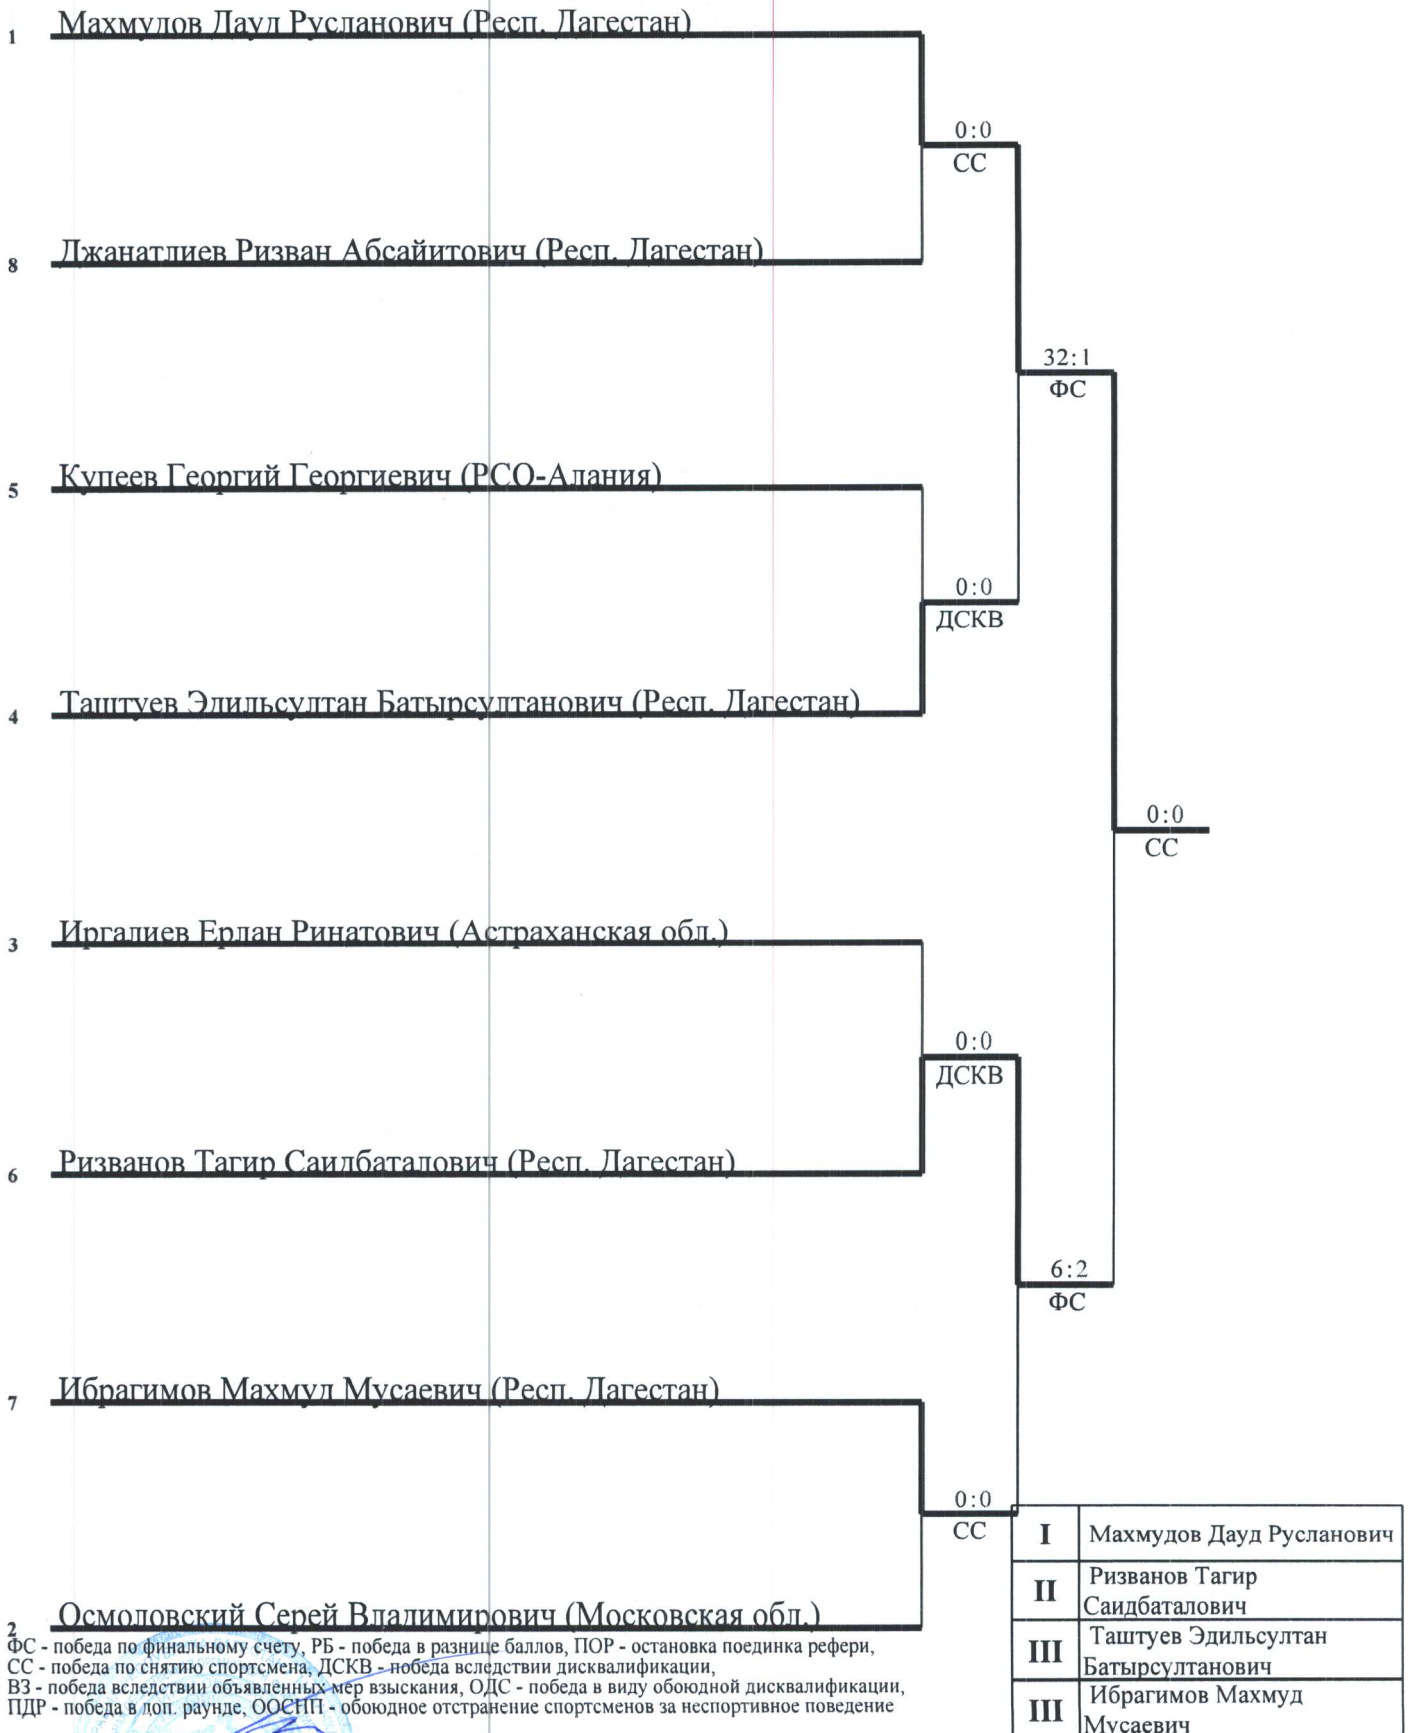 1 Махмудов Дауд Русланович (Респ. Дагестан)
0:0
СС
8 Джанатлиев Ризван Абсайитович (Респ. Дагестан)
32:1
ФС
5 Купеев Георгий Георгиевич (РСО-Алания)
0:0
ДСКВ
4 Таштуев Эдильсултан Батырсултанович (Респ. Дагестан)
0:0
СС
3 Иргалиев Ерлан Ринатович (Астраханская обл.)
0:0
ДСКВ
6 Ризванов Тагир Саидбаталович (Респ. Дагестан)
6:2
ФС
7 Ибрагимов Махмуд Мусаевич (Респ. Дагестан)
0:0
СС
2 Осмоловский Серей Владимирович (Московская обл.)
ФС - победа по финальному счету, РБ - победа в разнице баллов, ПОР - остановка поединка рефери,
СС - победа по снятию спортсмена, ДСКВ - победа вследствии дисквалификации,
ВЗ - победа вследствии объявленных мер взыскания, ОДС - победа в виду обоюдной дисквалификации,
ПДР - победа в доп. раунде, ООСНП - обоюдное отстранение спортсменов за неспортивное поведение
I Махмудов Дауд Русланович
II Ризванов Тагир
Саидбаталович
III Таштуев Эдильсултан
Батырсултанович
III Ибрагимов Махмуд
Мусаевич